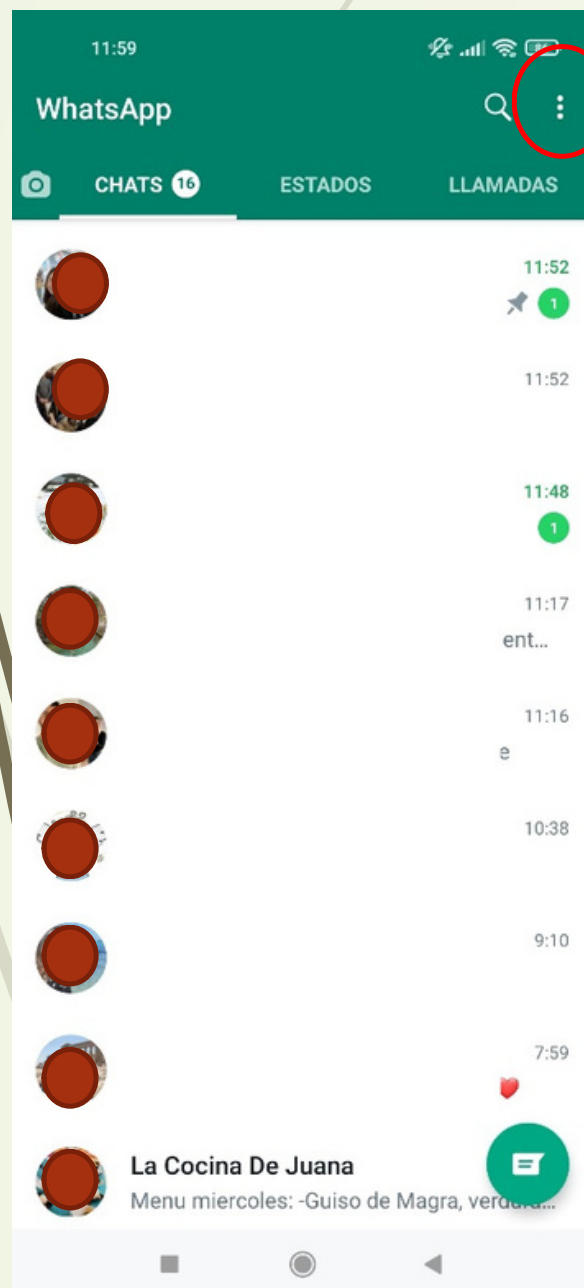 11:59
WhatsApp
CHATS 16 ESTADOS LLAMADAS
11:52
1
11:52
11:48
1
11:17
ent...
11:16
e
10:38
9:10
7:59
La Cocina De Juana
Menu miercoles: -Guiso de Magra, verdura...